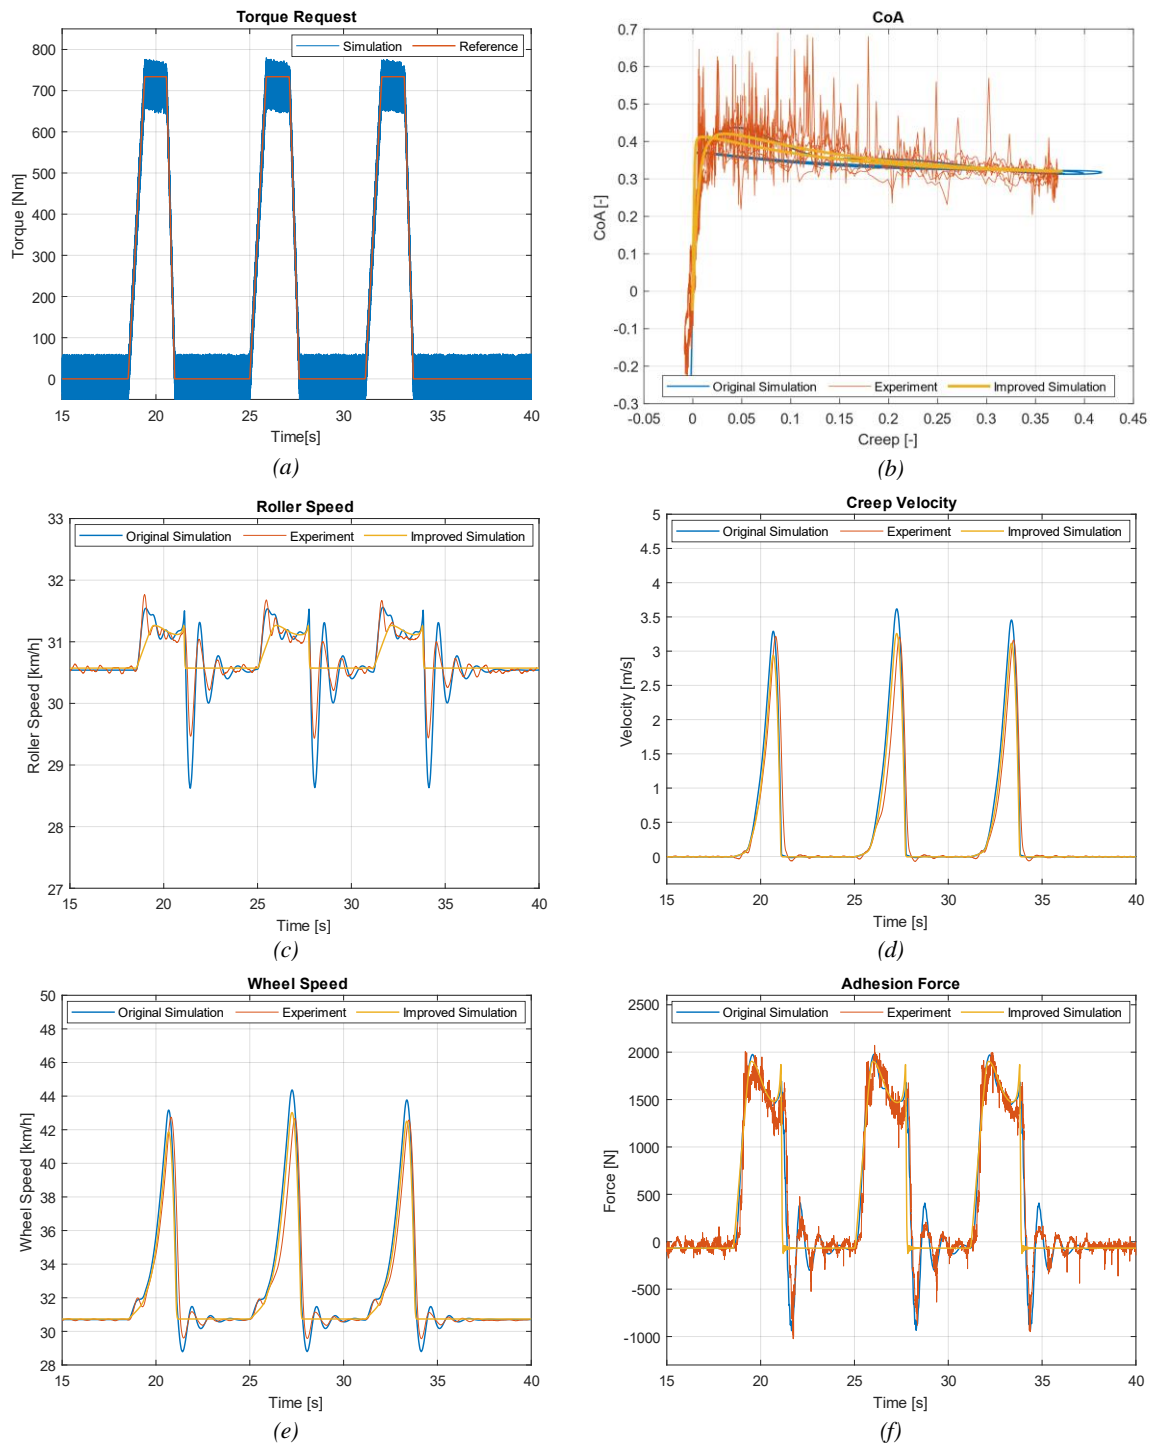 Torque Request
Simulation Reference
800
700
600
500
400
300
200
100
0
Torque [Nm]
15 20 25 30 35 40
Time[s]
(a)
CoA
0.7
0.6
0.5
0.4
0.3
0.2
0.1
0
-0.1
-0.2
-0.3
CoA [-]
Original Simulation Experiment Improved Simulation
-0.05 0 0.05 0.1 0.15 0.2 0.25 0.3 0.35 0.4 0.45
Creep [-]
(b)
Roller Speed
Original Simulation Experiment Improved Simulation
33
32
31
30
29
28
27
Roller Speed [km/h]
15 20 25 30 35 40
Time [s]
(c)
Creep Velocity
Original Simulation Experiment Improved Simulation
5
4.5
4
3.5
3
2.5
2
1.5
1
0.5
0
Velocity [m/s]
15 20 25 30 35 40
Time [s]
(d)
Wheel Speed
Original Simulation Experiment Improved Simulation
50
48
46
44
42
40
38
36
34
32
30
28
Wheel Speed [km/h]
15 20 25 30 35 40
Time [s]
(e)
Adhesion Force
Original Simulation Experiment Improved Simulation
2500
2000
1500
1000
500
0
-500
-1000
Force [N]
15 20 25 30 35 40
Time [s]
(f)